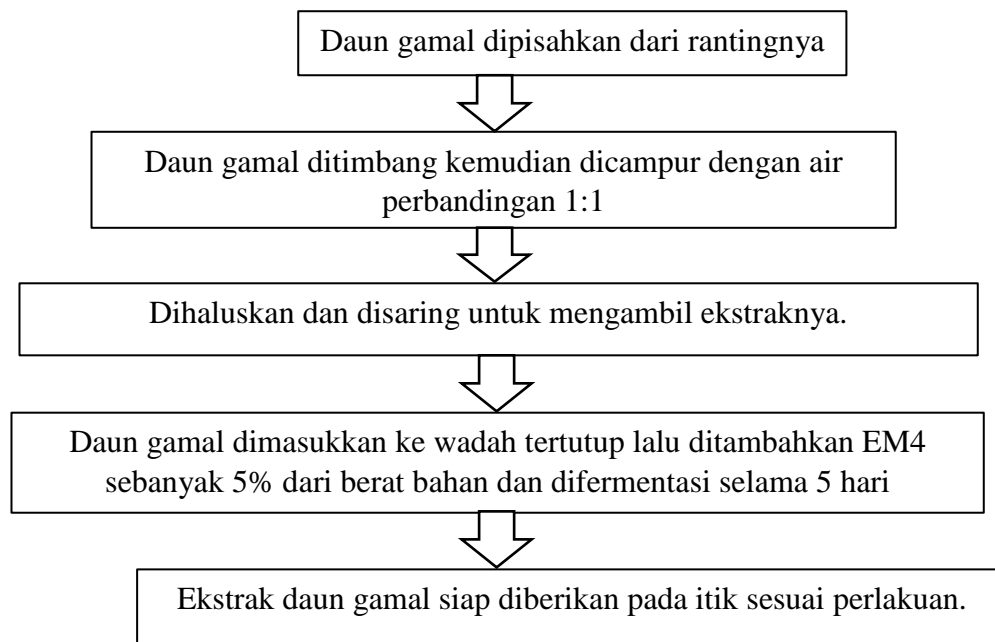 Daun gamal dipisahkan dari rantingnya
Daun gamal ditimbang kemudian dicampur dengan air
perbandingan 1:1
Dihaluskan dan disaring untuk mengambil ekstraknya.
Daun gamal dimasukkan ke wadah tertutup lalu ditambahkan EM4
sebanyak 5% dari berat bahan dan difermentasi selama 5 hari
Ekstrak daun gamal siap diberikan pada itik sesuai perlakuan.